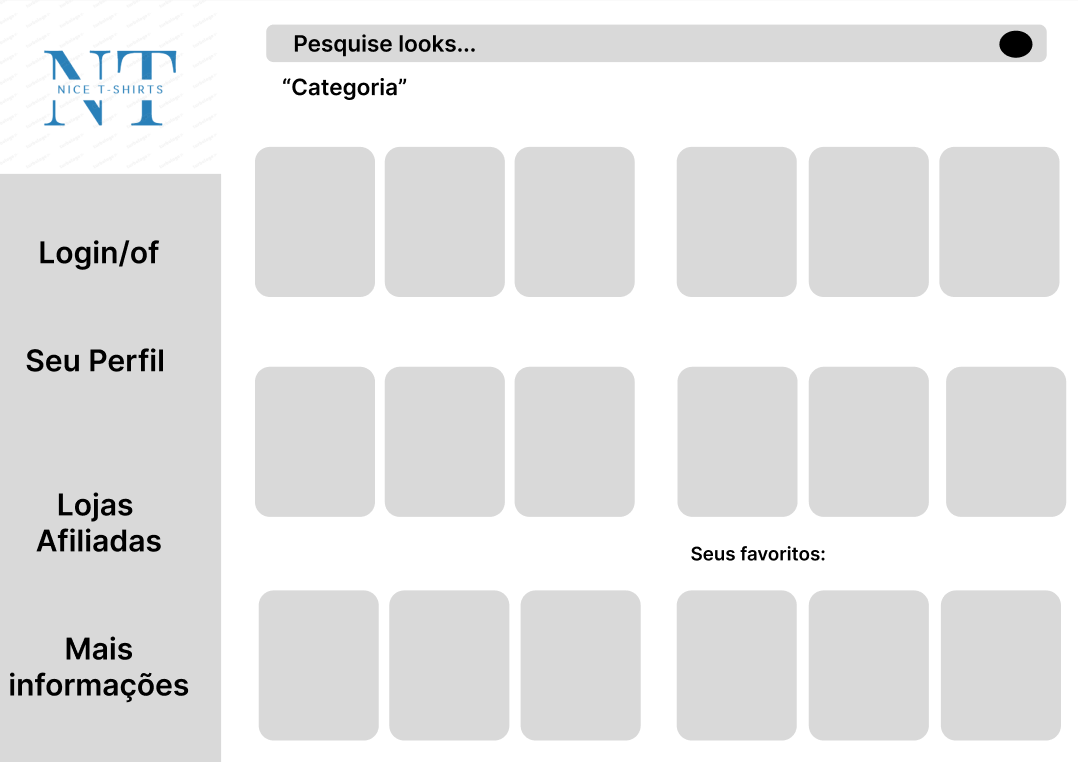 NT
NICE T-SHIRTS
Pesquise looks...
“Categoria”
Login/of
Seu Perfil
Lojas
Afiliadas
Mais
informações
Seus favoritos: